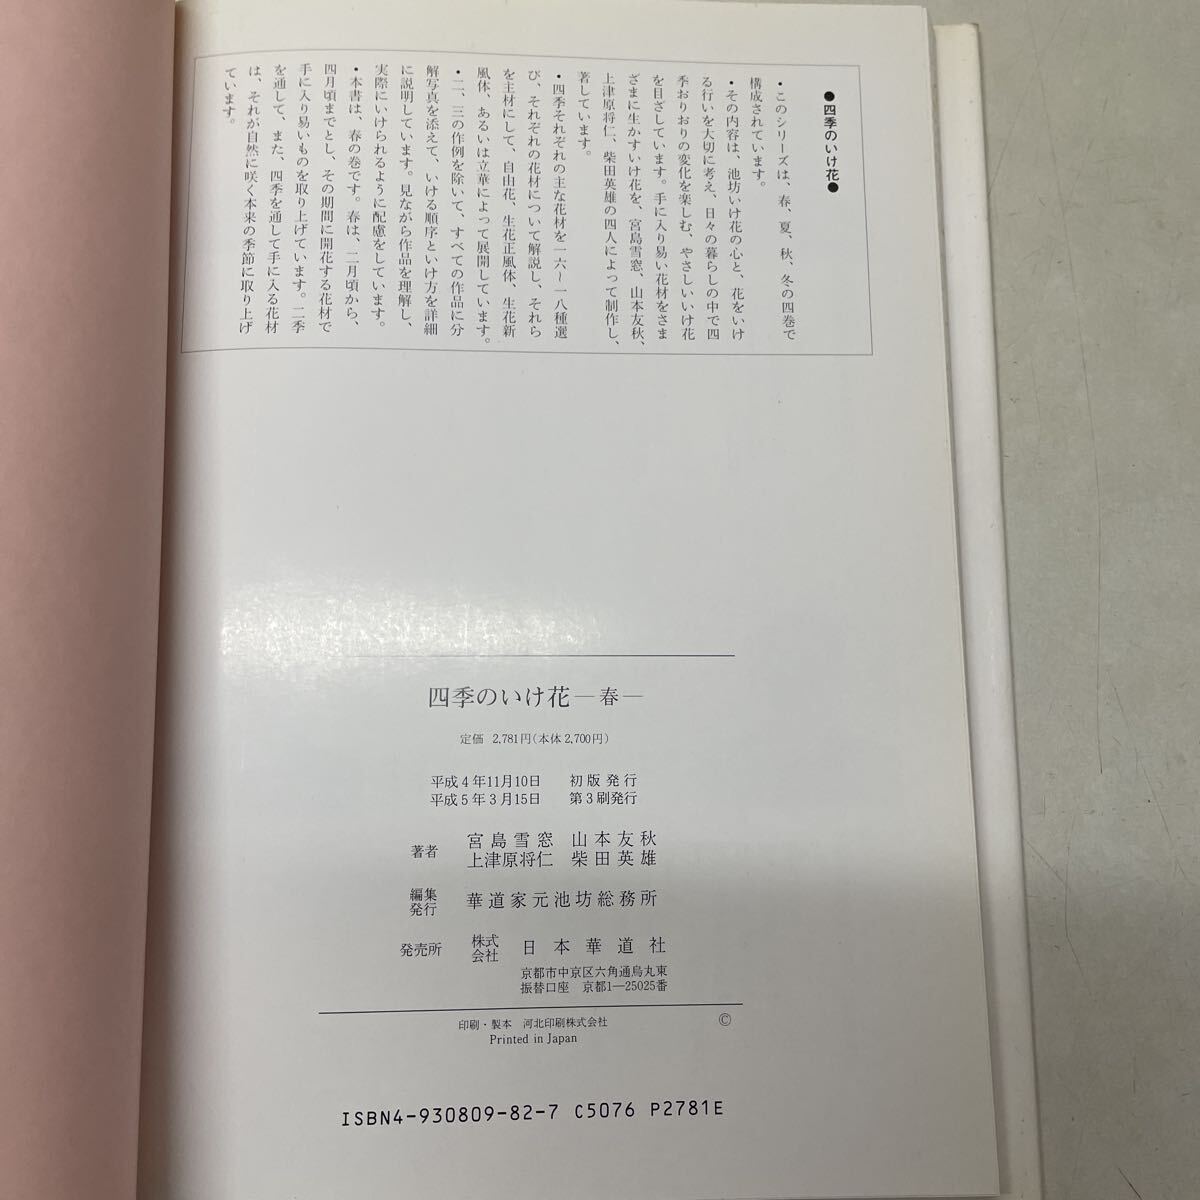 ●四季のいけ花●
・このシリーズは、春、夏、秋、冬の四巻で
構成されています。
・その内容は、池坊いけ花の心と、花をいけ
る行いを大切に考え、日々の暮らしの中で四
季おりおりの変化を楽しむ、やさしいいけ花
を目ざしています。手に入り易い花材をさま
ざまに生かすいけ花を、宮島雪窓、山本友秋、
上津原将仁、柴田英雄の四人によって制作し、
著しています。
・四季それぞれの主な花材を一六〜一八種選
び、それぞれの花材について解説し、それら
を主材にして、自由花、生花正風体、生花新
風体、あるいは立華によって展開しています。
・二、三の作例を除いて、すべての作品に分
解写真を添えて、いける順序といけ方を詳細
に説明しています。見ながら作品を理解し、
実際にいけられるように配慮をしています。
・本書は、春の巻です。春は、二月頃から、
四月頃までとし、その期間に開花する花材で
手に入り易いものを取り上げています。二季
を通して、また、四季を通して手に入る花材
は、それが自然に咲く本来の季節に取り上げ
ています。
四季のいけ花―春―
定価 2,781円(本体2,700円)
平成4年11月10日 初版発行
平成5年3月15日 第3刷発行
著者 宮島雪窓 山本友秋
上津原将仁 柴田英雄
編集
発行 華道家元池坊総務所
発売所 株式会社 日本華道社
京都市中京区六角通烏丸東
振替口座 京都1―25025番
印刷・製本 河北印刷株式会社 ©
Printed in Japan
ISBN4-930809-82-7 C5076 P2781E